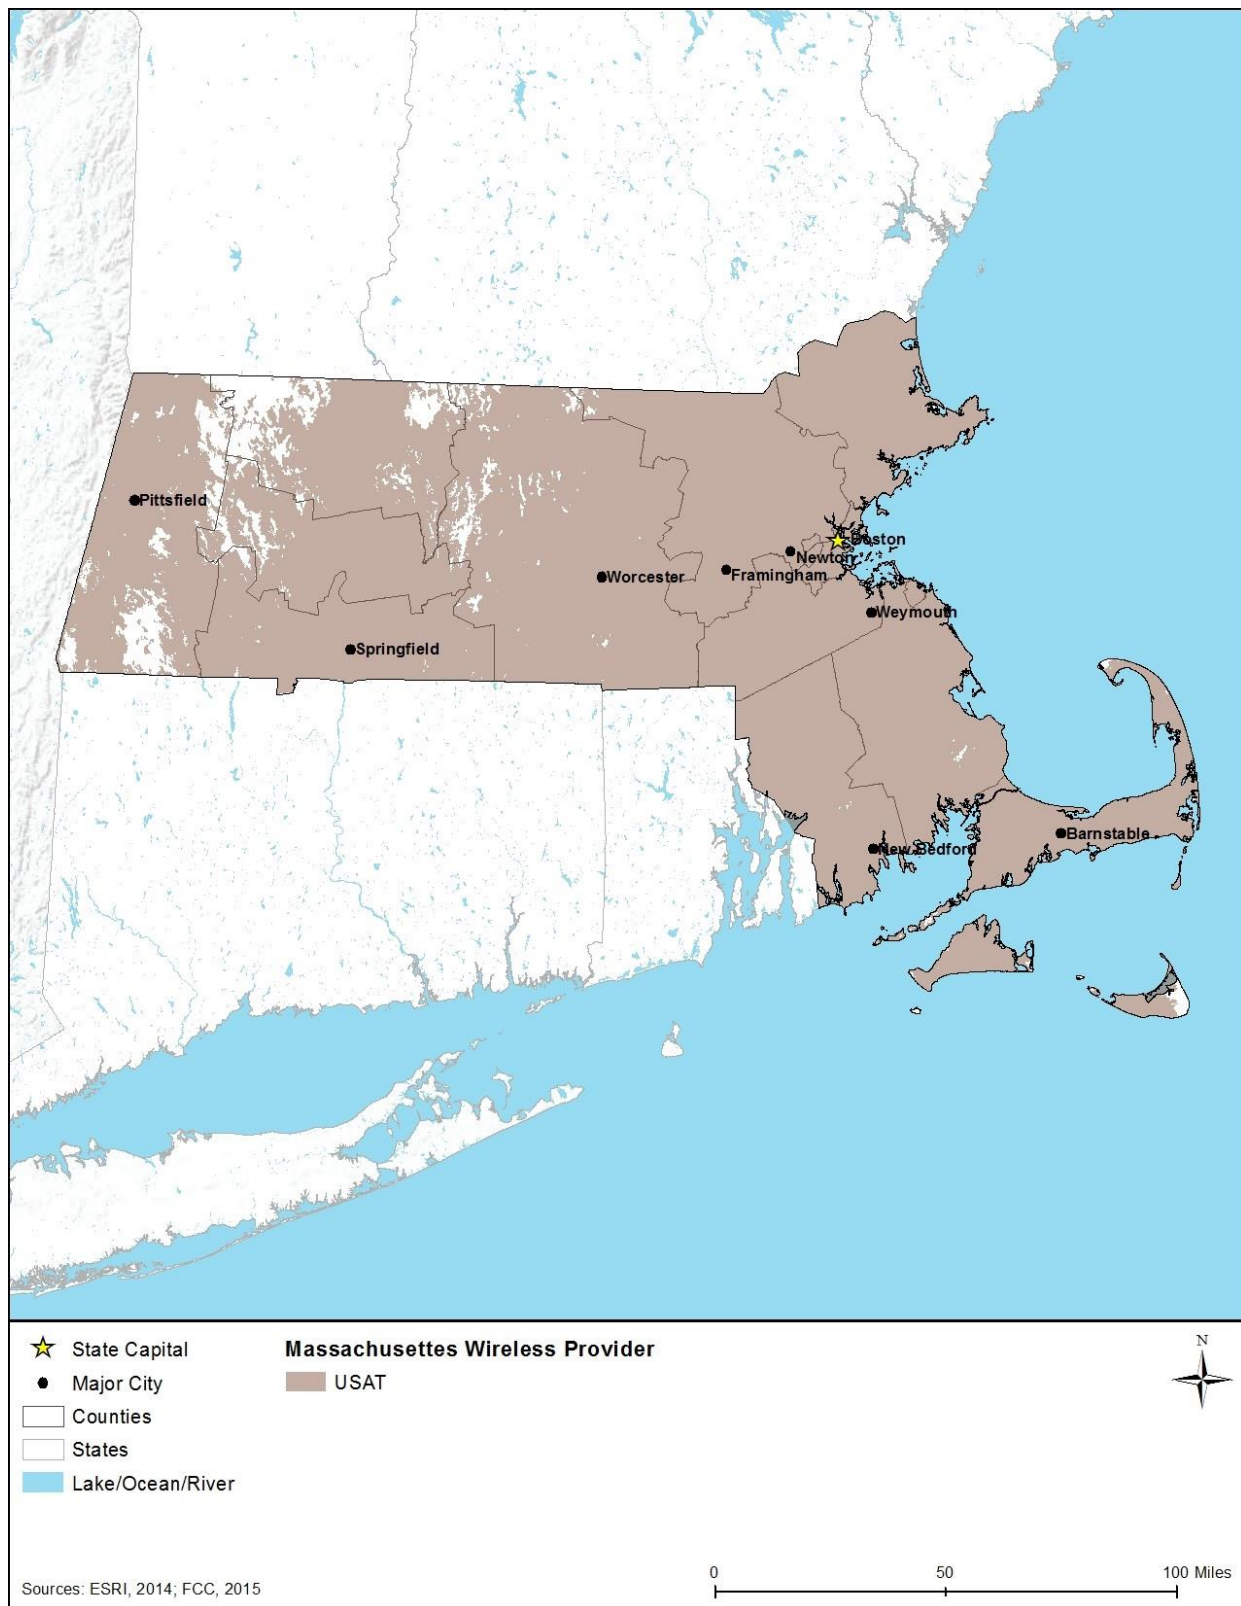 Pittsfield
Boston
Newton
Framingham
Worcester
Weymouth
Springfield
Barnstable
New Bedford
State Capital
Massachusettes Wireless Provider
N
Major City
USAT
Counties
States
Lake/Ocean/River
0 50 100 Miles
Sources: ESRI, 2014; FCC, 2015